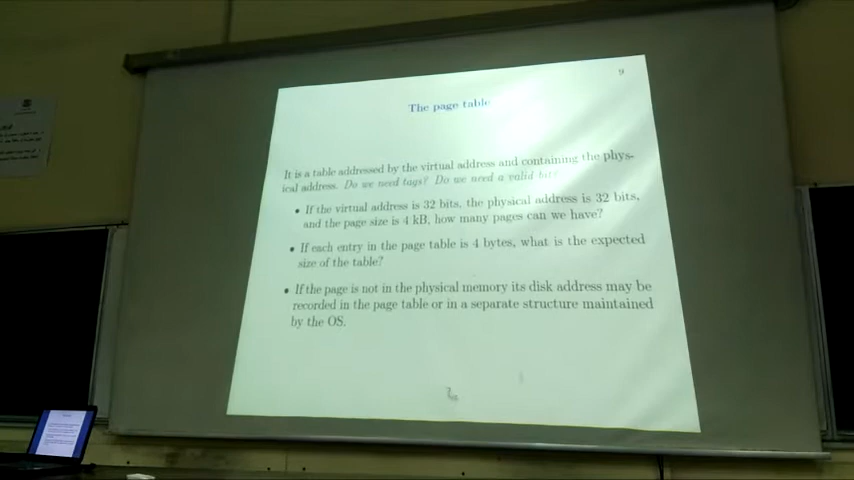 9
The page table
It is a table addressed by the virtual address and containing the phys-
ical address. Do we need tags? Do we need a valid bit?
• If the virtual address is 32 bits, the physical address is 32 bits,
and the page size is 4 kB, how many pages can we have?
• If each entry in the page table is 4 bytes, what is the expected
size of the table?
• If the page is not in the physical memory its disk address may be
recorded in the page table or in a separate structure maintained
by the OS.